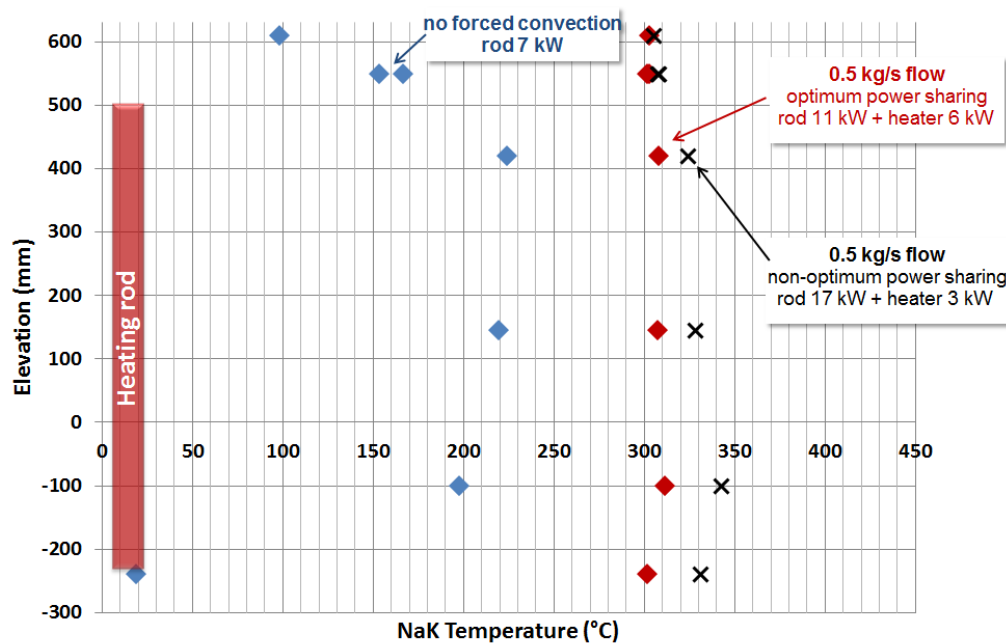 no forced convection
rod 7 kW
0.5 kg/s flow
optimum power sharing
rod 11 kW + heater 6 kW
0.5 kg/s flow
non-optimum power sharing
rod 17 kW + heater 3 kW
Elevation (mm)
Heating rod
600
500
400
300
200
100
0
-100
-200
-300
0 50 100 150 200 250 300 350 400 450
NaK Temperature (°C)